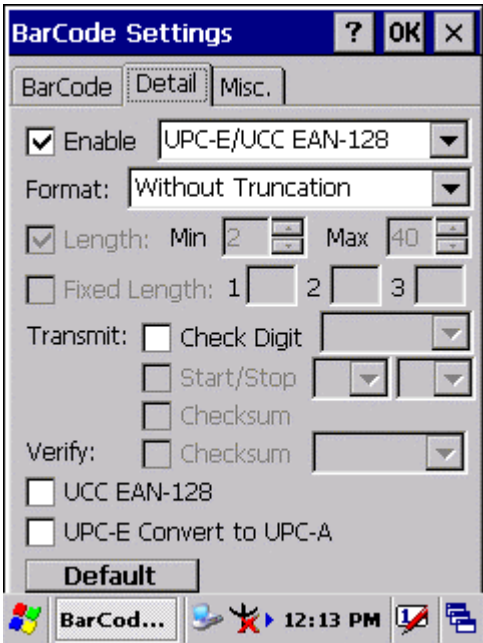 BarCode Settings ? OK ×
BarCode Detail Misc.
Enable UPC-E/UCC EAN-128
Format: Without Truncation
Length: Min 2 Max 40
Fixed Length: 1 2 3
Transmit: Check Digit
Start/Stop
Checksum
Verify: Checksum
UCC EAN-128
UPC-E Convert to UPC-A
Default
BarCod... 12:13 PM